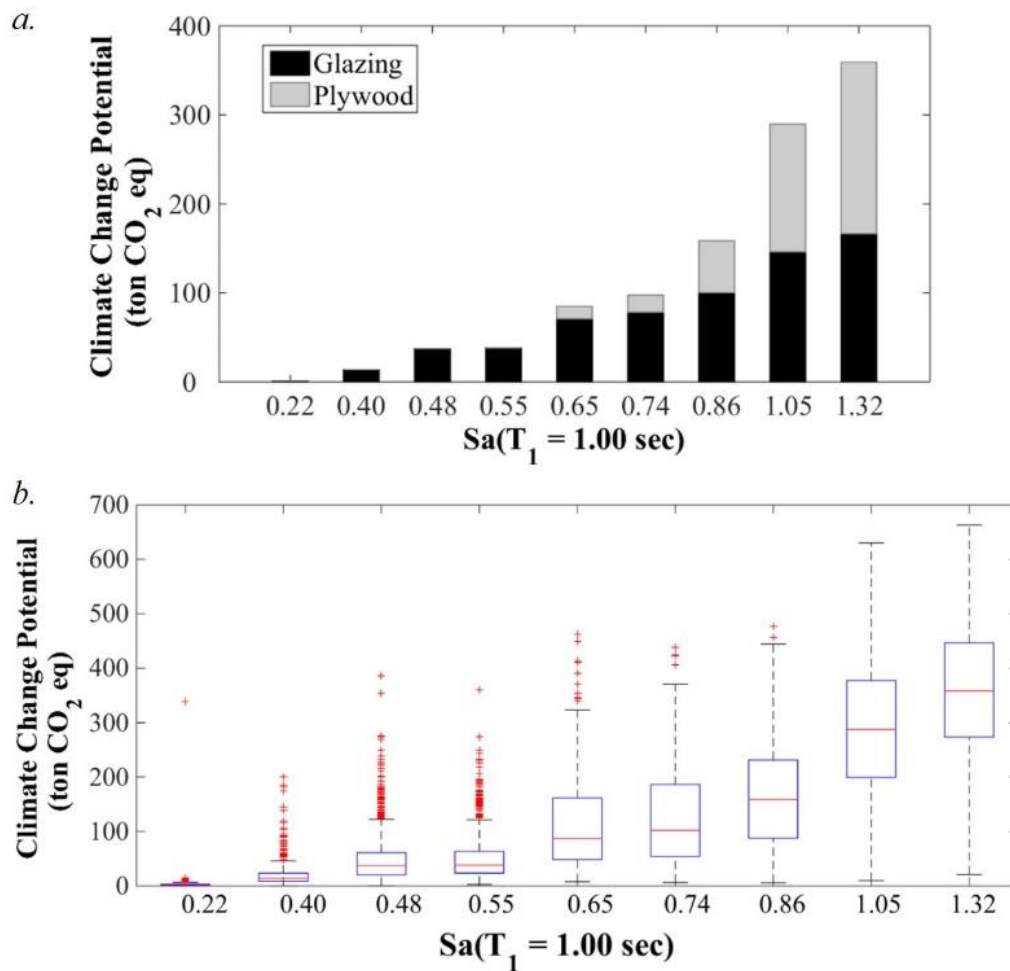 a.
400
300
200
100
0
Climate Change Potential
(ton CO2 eq)
Glazing
Plywood
0.22 0.40 0.48 0.55 0.65 0.74 0.86 1.05 1.32
Sa(T1 = 1.00 sec)
b.
700
600
500
400
300
200
100
0
Climate Change Potential
(ton CO2 eq)
0.22 0.40 0.48 0.55 0.65 0.74 0.86 1.05 1.32
Sa(T1 = 1.00 sec)